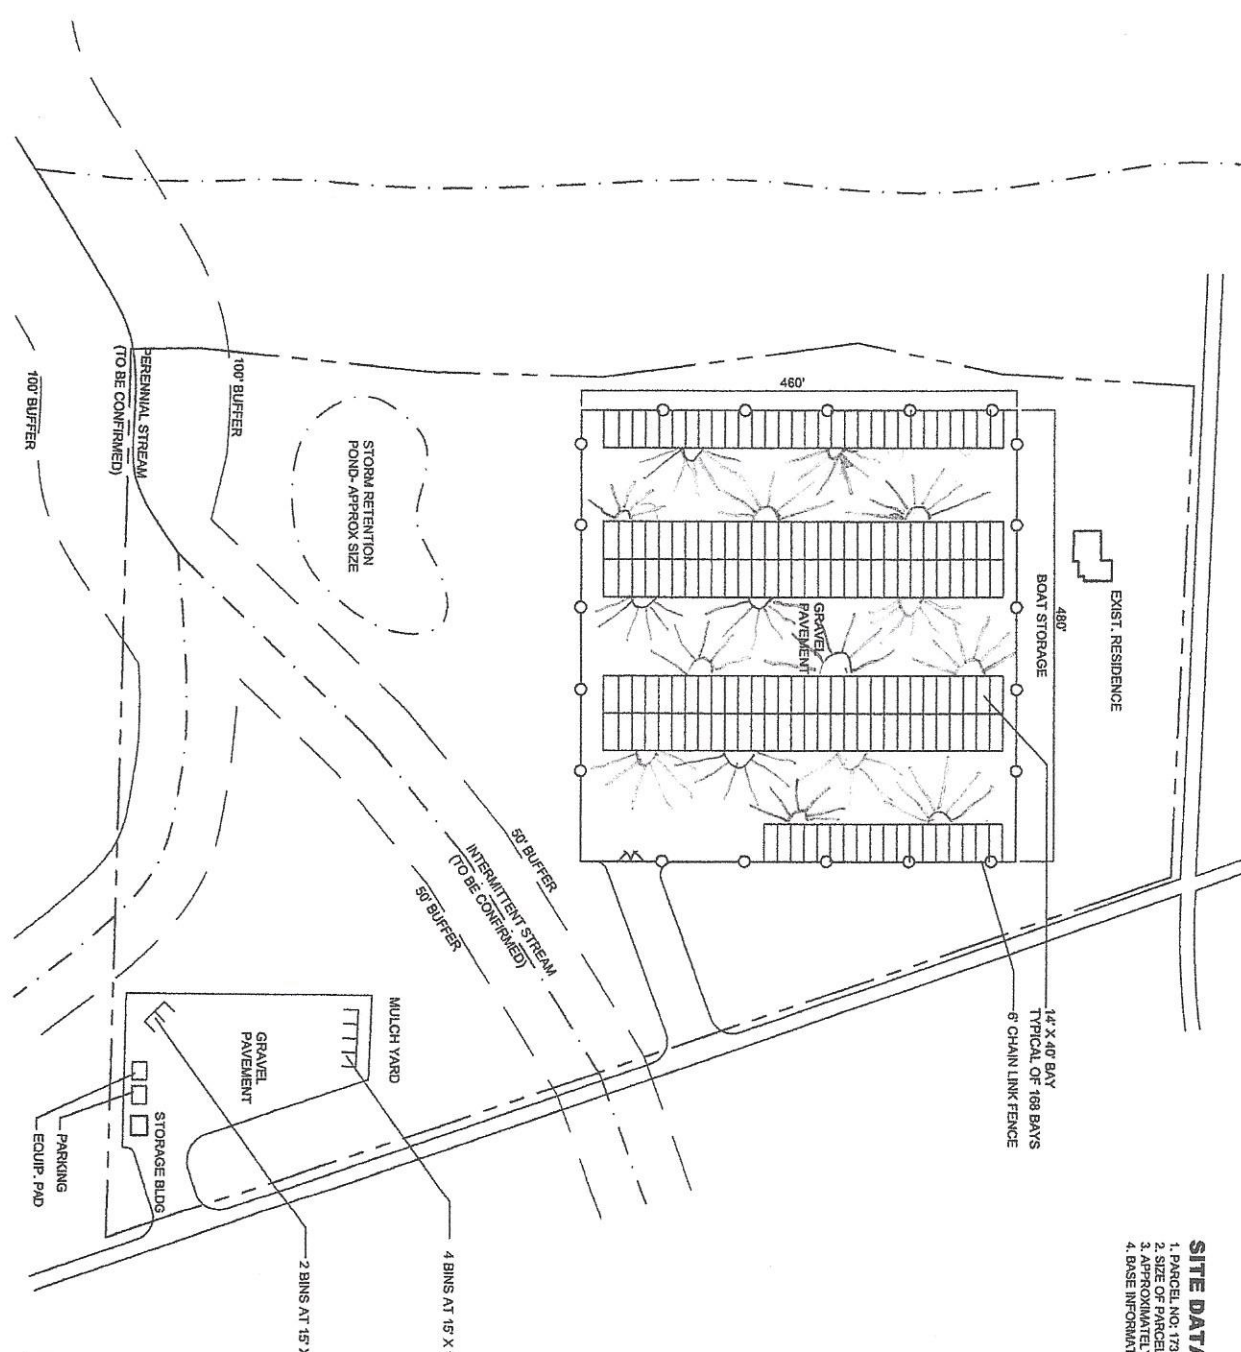 460'
480'
BOAT STORAGE
EXIST. RESIDENCE
GRAVEL
PAVEMENT
14' X 40' BAY
TYPICAL OF 168 BAYS
6' CHAIN LINK FENCE
STORM RETENTION
POND- APPROX SIZE
100' BUFFER
PERENNIAL STREAM
(TO BE CONFIRMED)
100' BUFFER
50' BUFFER
INTERMITTENT STREAM
(TO BE CONFIRMED)
50' BUFFER
MULCH YARD
GRAVEL
PAVEMENT
STORAGE BLDG
PARKING
EQUIP. PAD
4 BINS AT 15' X
2 BINS AT 15' X
SITE DATA
1. PARCEL NO: 173
2. SIZE OF PARCEL
3. APPROXIMATEL
4. BASE INFORMAT